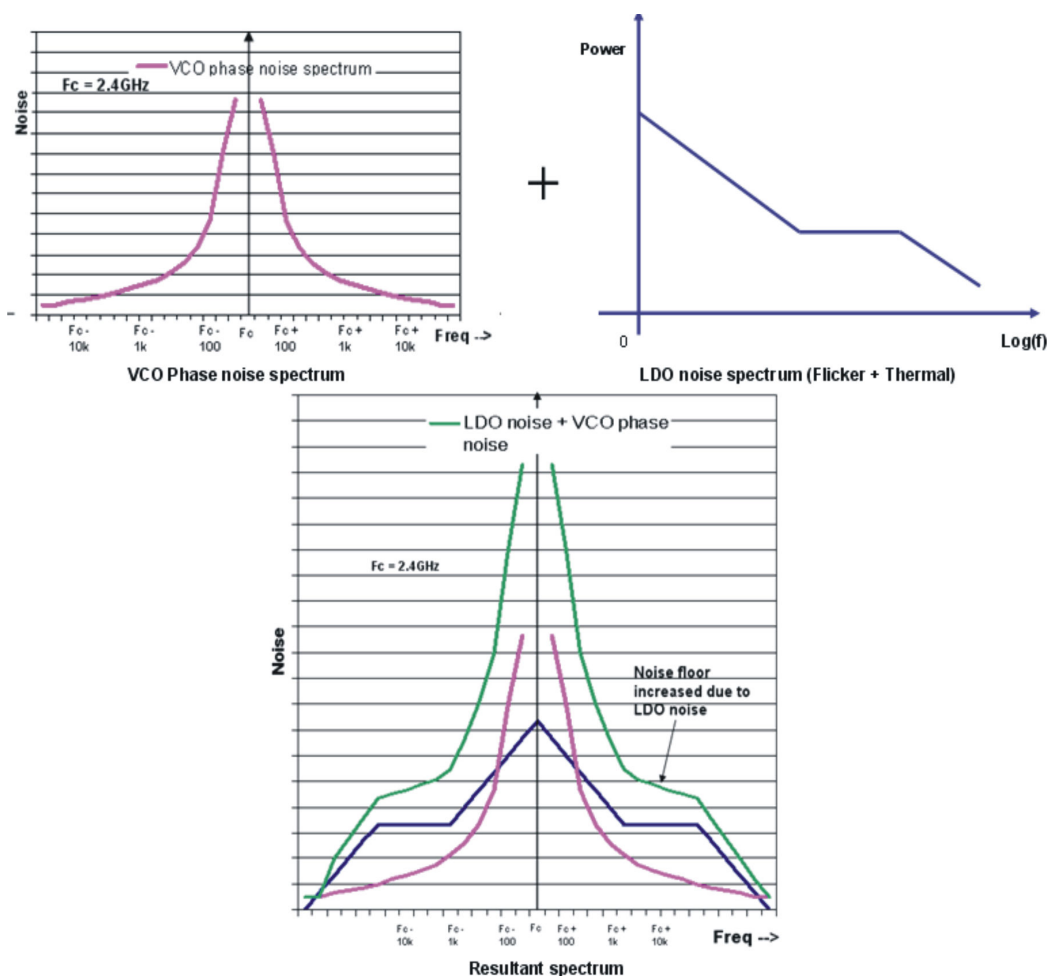 Noise
VCO phase noise spectrum
Fc = 2.4GHz
Fc-
10k
Fc-
1k
Fc-
100
Fc
Fc+
100
Fc+
1k
Fc+
10k
Freq -->
VCO Phase noise spectrum
+
Power
0
Log(f)
LDO noise spectrum (Flicker + Thermal)
LDO noise + VCO phase
noise
Fc = 2.4GHz
Noise
Noise floor
increased due to
LDO noise
Fc-
10k
Fc-
1k
Fc-
100
Fc
Fc+
100
Fc+
1k
Fc+
10k
Freq -->
Resultant spectrum